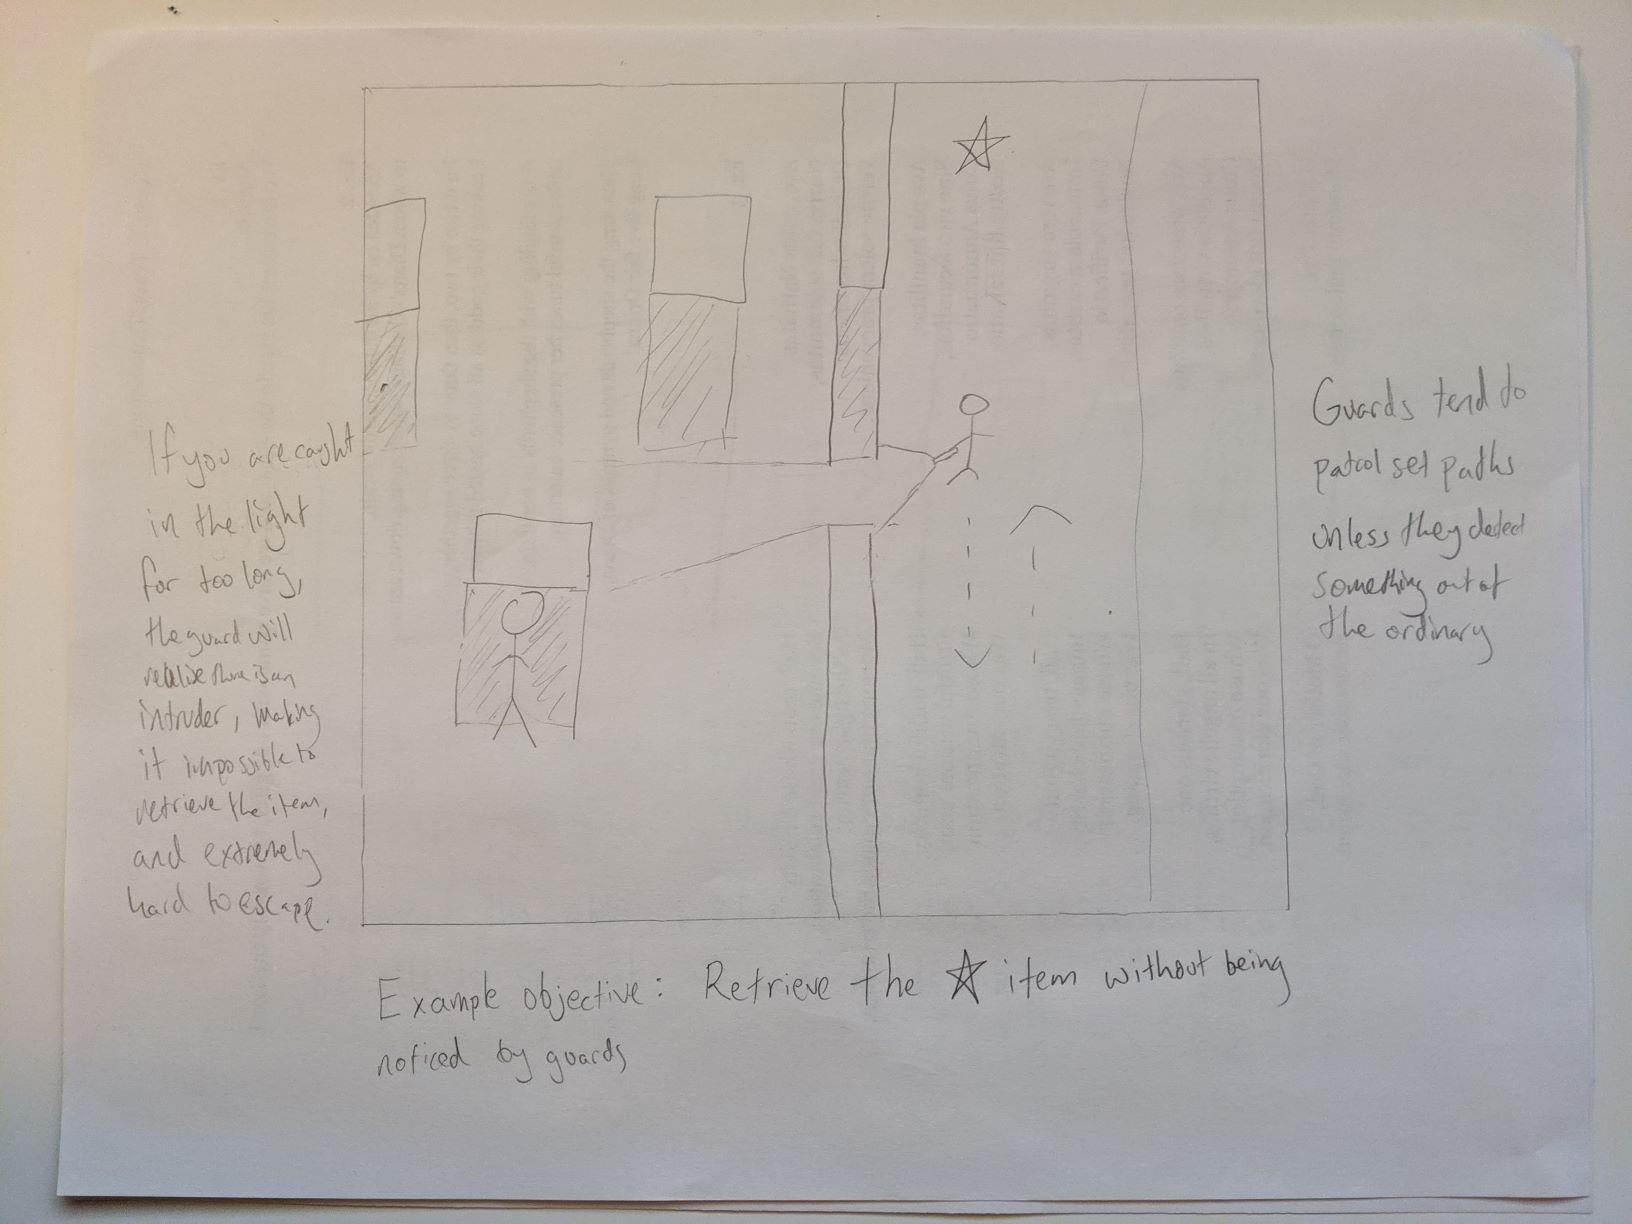 If you are caught
in the light
for too long,
the guard will
realise there is an
intruder, making
it impossible to
retrieve the item,
and extremely
hard to escape.
Guards tend to
patrol set paths
unless they detect
something out of
the ordinary
Example objective: Retrieve the ☆ item without being
noticed by guards